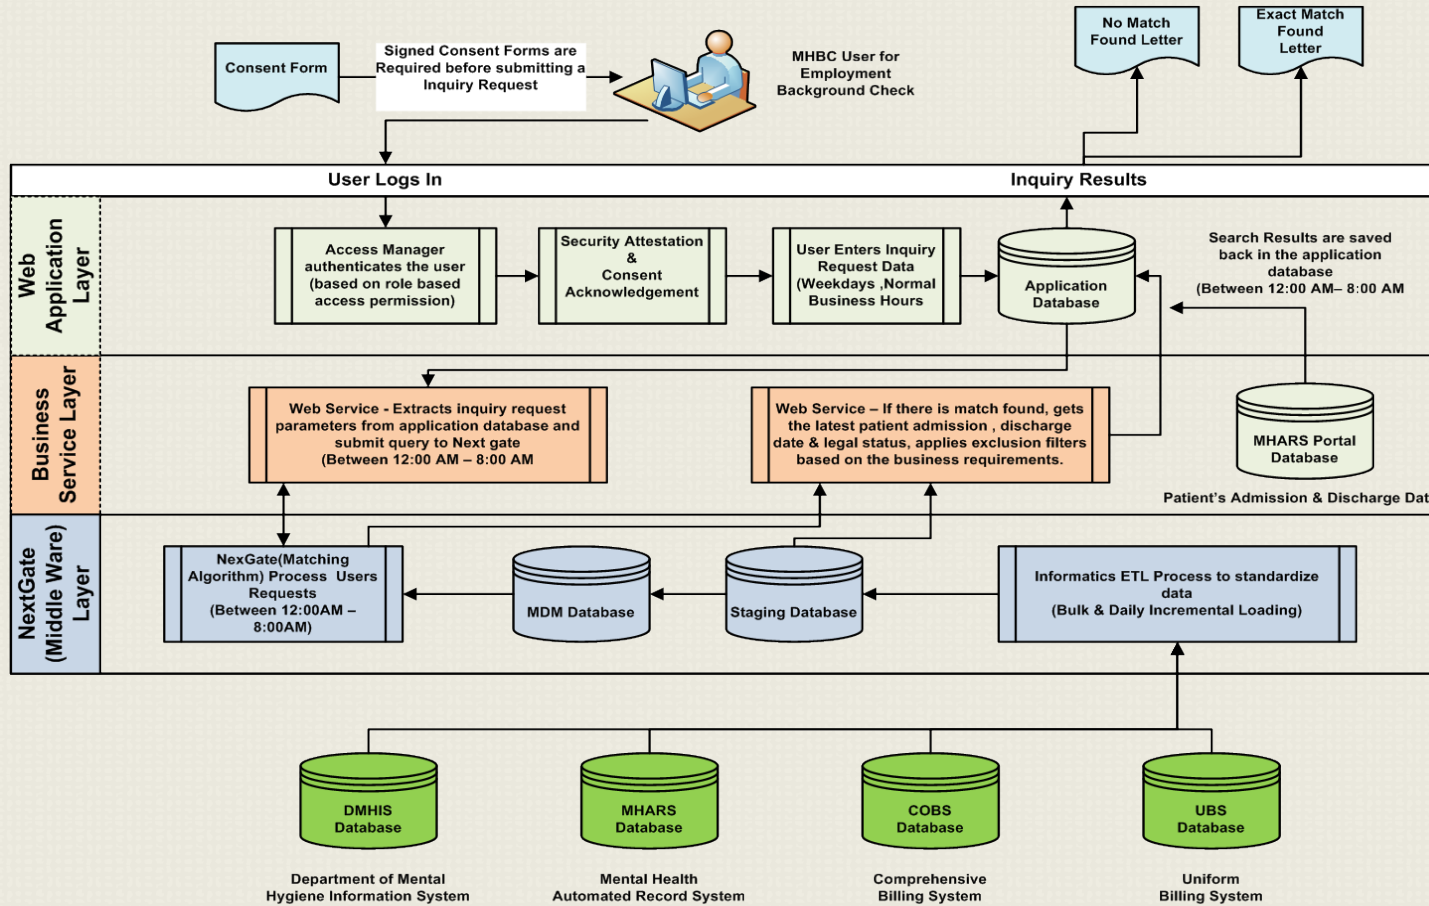 Consent Form
Signed Consent Forms are
Required before submitting a
Inquiry Request
MHBC User for
Employment
Background Check
No Match
Found Letter
Exact Match
Found
Letter
User Logs In
Inquiry Results
Web
Application
Layer
Access Manager
authenticates the user
(based on role based
access permission)
Security Attestation
&
Consent
Acknowledgement
User Enters Inquiry
Request Data
(Weekdays ,Normal
Business Hours
Application
Database
Search Results are saved
back in the application
database
(Between 12:00 AM– 8:00 AM
Business
Service Layer
Web Service - Extracts inquiry request
parameters from application database and
submit query to Next gate
(Between 12:00 AM – 8:00 AM
Web Service – If there is match found, gets
the latest patient admission , discharge
date & legal status, applies exclusion filters
based on the business requirements.
MHARS Portal
Database
Patient's Admission & Discharge Dat
NextGate
(Middle Ware)
Layer
NexGate(Matching
Algorithm) Process Users
Requests
(Between 12:00AM –
8:00AM)
MDM Database
Staging Database
Informatics ETL Process to standardize
data
(Bulk & Daily Incremental Loading)
DMHIS
Database
MHARS
Database
COBS
Database
UBS
Database
Department of Mental
Hygiene Information System
Mental Health
Automated Record System
Comprehensive
Billing System
Uniform
Billing System